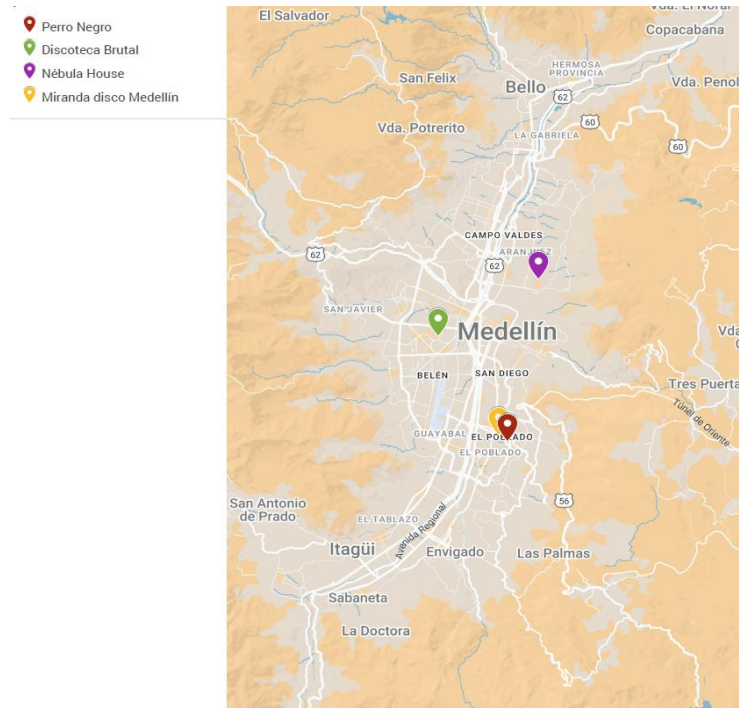 Perro Negro
Discoteca Brutal
Nébula House
Miranda disco Medellín
El Salvador
Copacabana
HERMOSA
PROVINCIA
San Felix
Bello
Vda. Penol
62
60
Vda. Potrerito
LA GABRIELA
60
CAMPO VALDES
62
ARANJUEZ
62
SAN JAVIER
Medellín
Vda
BELÉN
SAN DIEGO
Tres Puerta
Túnel de Oriente
GUAYABAL
EL POBLADO
EL POBLADO
San Antonio
de Prado
56
EL TABLAZO
Avenida Regional
Itagüi
Envigado
Las Palmas
Sabaneta
La Doctora